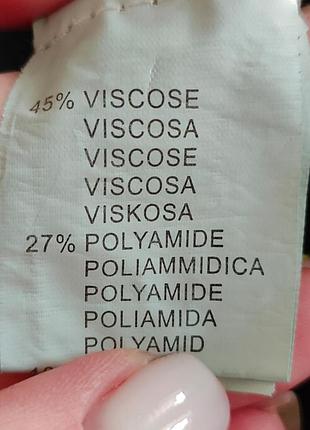 45% VISCOSE
VISCOSA
VISCOSE
VISCOSA
VISKOSA
27% POLYAMIDE
POLIAMMIDICA
POLYAMIDE
POLIAMIDA
POLYAMID